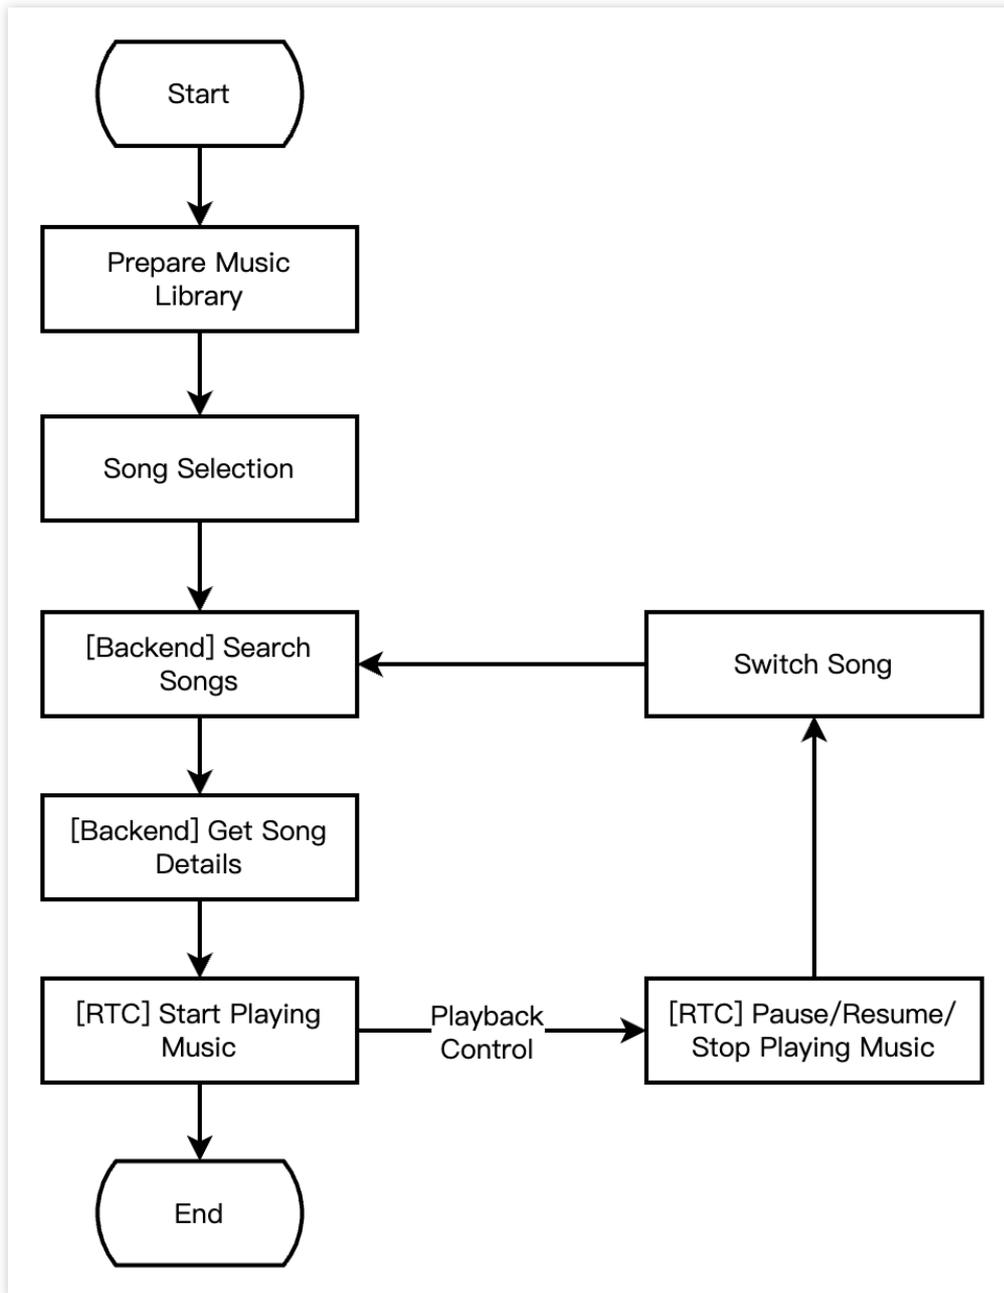 Start
Prepare Music
Library
Song Selection
[Backend] Search
Songs
Switch Song
[Backend] Get Song
Details
[RTC] Start Playing
Music
Playback
Control
[RTC] Pause/Resume/
Stop Playing Music
End